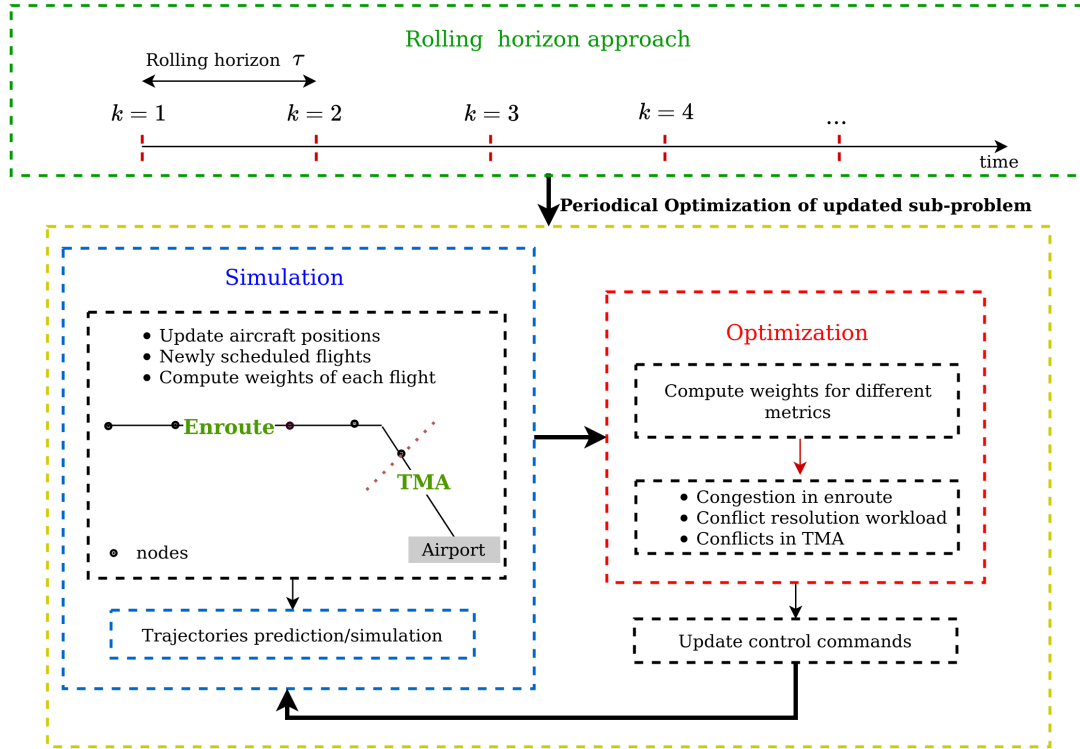 Rolling  horizon approach
Rolling horizon τ
k = 1
k = 2
k = 3
k = 4
...
time
Periodical Optimization of updated sub-problem
Simulation
Update aircraft positions
Newly scheduled flights
Compute weights of each flight
Enroute
TMA
nodes
Airport
Trajectories prediction/simulation
Optimization
Compute weights for different
metrics
Congestion in enroute
Conflict resolution workload
Conflicts in TMA
Update control commands